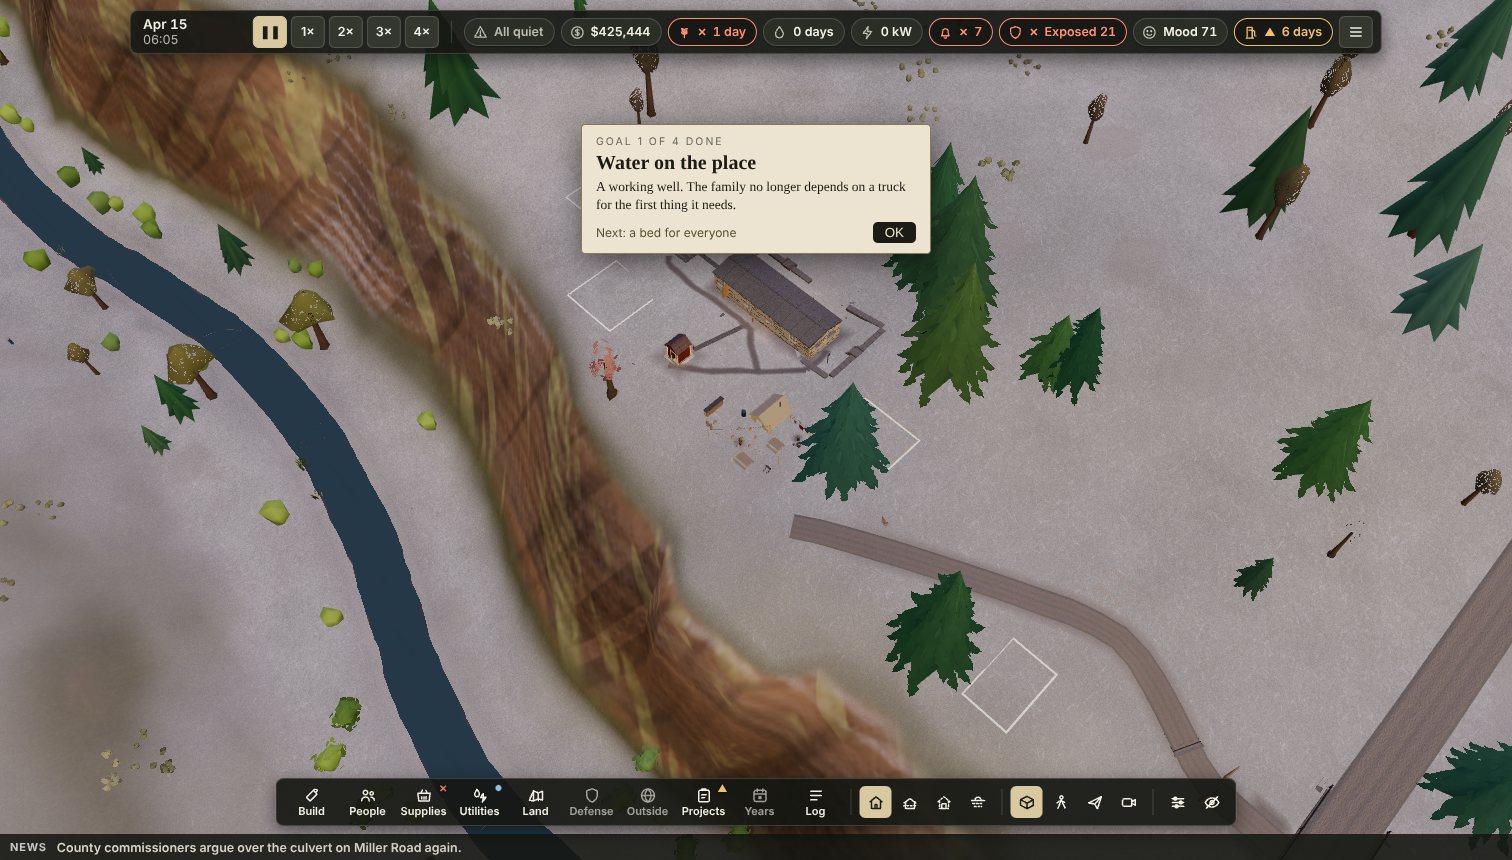 Apr 15
06:05
1×
2×
3×
4×
All quiet
$425,444
× 1 day
0 days
0 kW
× 7
× Exposed 21
Mood 71
6 days
GOAL 1 OF 4 DONE
Water on the place
A working well. The family no longer depends on a truck
for the first thing it needs.
Next: a bed for everyone
OK
Build
People
Supplies
Utilities
Land
Defense
Outside
Projects
Years
Log
NEWS County commissioners argue over the culvert on Miller Road again.